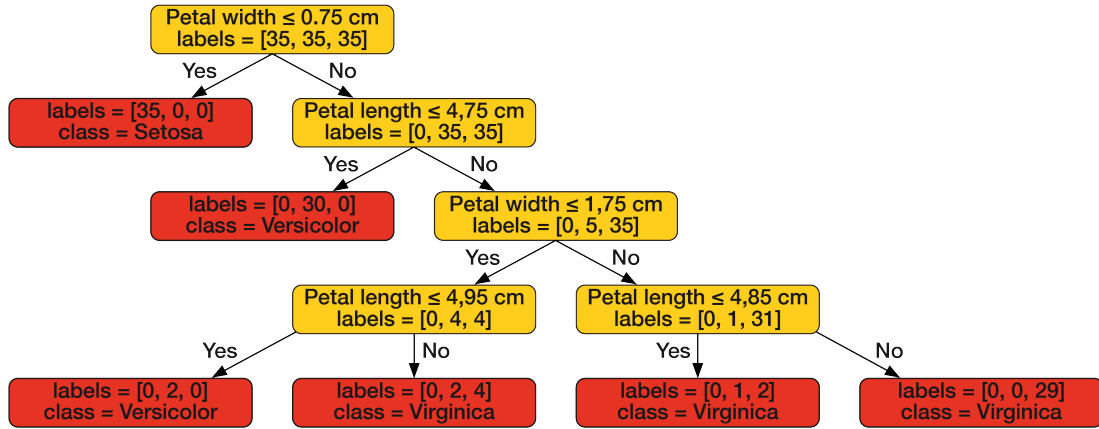 Petal width ≤ 0.75 cm
labels = [35, 35, 35]
Yes
No
labels = [35, 0, 0]
class = Setosa
Petal length ≤ 4,75 cm
labels = [0, 35, 35]
Yes
No
labels = [0, 30, 0]
class = Versicolor
Petal width ≤ 1,75 cm
labels = [0, 5, 35]
Yes
No
Petal length ≤ 4,95 cm
labels = [0, 4, 4]
Petal length ≤ 4,85 cm
labels = [0, 1, 31]
Yes
No
Yes
No
labels = [0, 2, 0]
class = Versicolor
labels = [0, 2, 4]
class = Virginica
labels = [0, 1, 2]
class = Virginica
labels = [0, 0, 29]
class = Virginica